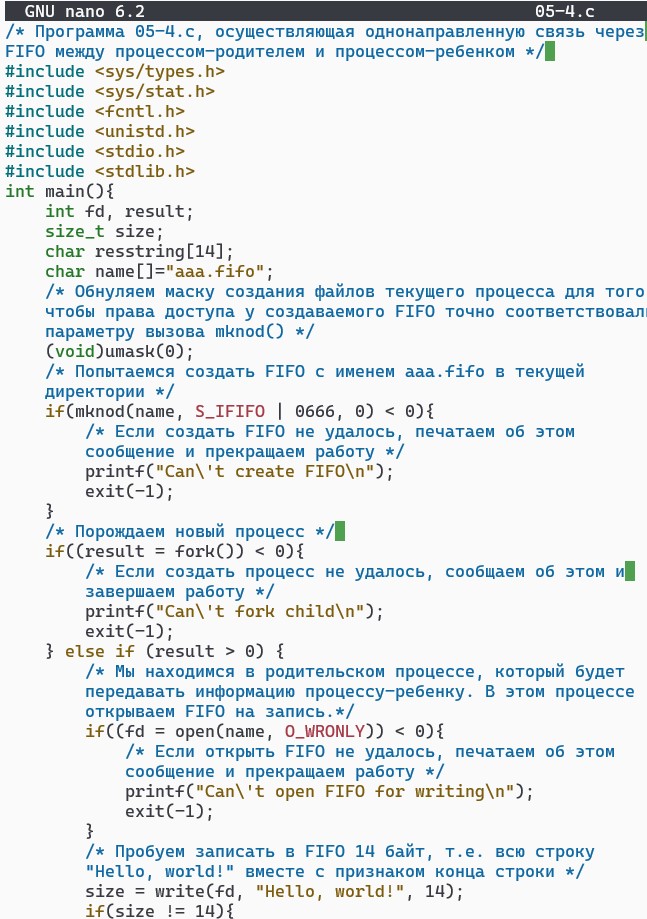 GNU nano 6.2 05-4.c
/* Программа 05-4.c, осуществляющая однонаправленную связь через
FIFO между процессом-родителем и процессом-ребенком */
#include <sys/types.h>
#include <sys/stat.h>
#include <fcntl.h>
#include <unistd.h>
#include <stdio.h>
#include <stdlib.h>
int main(){
    int fd, result;
    size_t size;
    char resstring[14];
    char name[]="aaa.fifo";
    /* Обнуляем маску создания файлов текущего процесса для того
    чтобы права доступа у создаваемого FIFO точно соответствовал
    параметру вызова mknod() */
    (void)umask(0);
    /* Попытаемся создать FIFO с именем aaa.fifo в текущей
    директории */
    if(mknod(name, S_IFIFO | 0666, 0) < 0){
        /* Если создать FIFO не удалось, печатаем об этом
        сообщение и прекращаем работу */
        printf("Can\'t create FIFO\n");
        exit(-1);
    }
    /* Порождаем новый процесс */
    if((result = fork()) < 0){
        /* Если создать процесс не удалось, сообщаем об этом и
        завершаем работу */
        printf("Can\'t fork child\n");
        exit(-1);
    } else if (result > 0) {
        /* Мы находимся в родительском процессе, который будет
        передавать информацию процессу-ребенку. В этом процессе
        открываем FIFO на запись.*/
        if((fd = open(name, O_WRONLY)) < 0){
            /* Если открыть FIFO не удалось, печатаем об этом
            сообщение и прекращаем работу */
            printf("Can\'t open FIFO for writing\n");
            exit(-1);
        }
        /* Пробуем записать в FIFO 14 байт, т.е. всю строку
        "Hello, world!" вместе с признаком конца строки */
        size = write(fd, "Hello, world!", 14);
        if(size != 14){